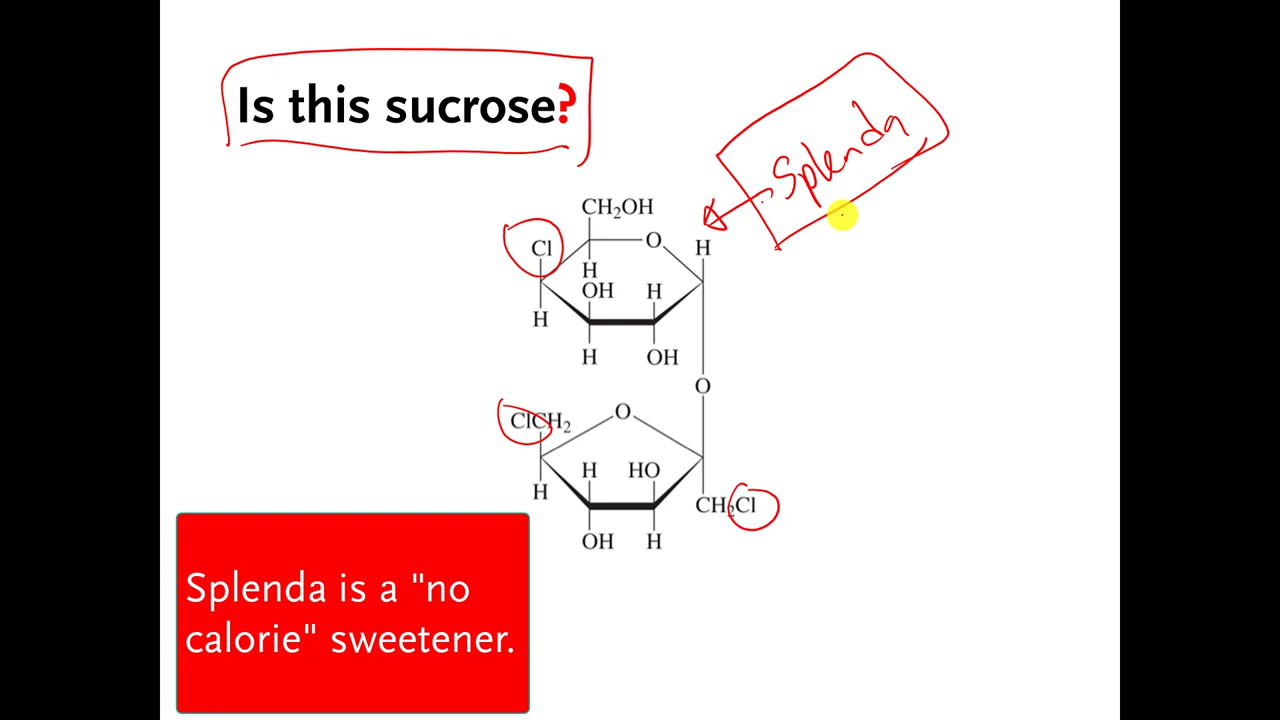 Is this sucrose?
Splenda
CH₂OH
Cl
O
H
H
OH
H
H
H
OH
O
ClCH₂
O
H
HO
H
CH₂Cl
OH
H
Splenda is a "no
calorie" sweetener.